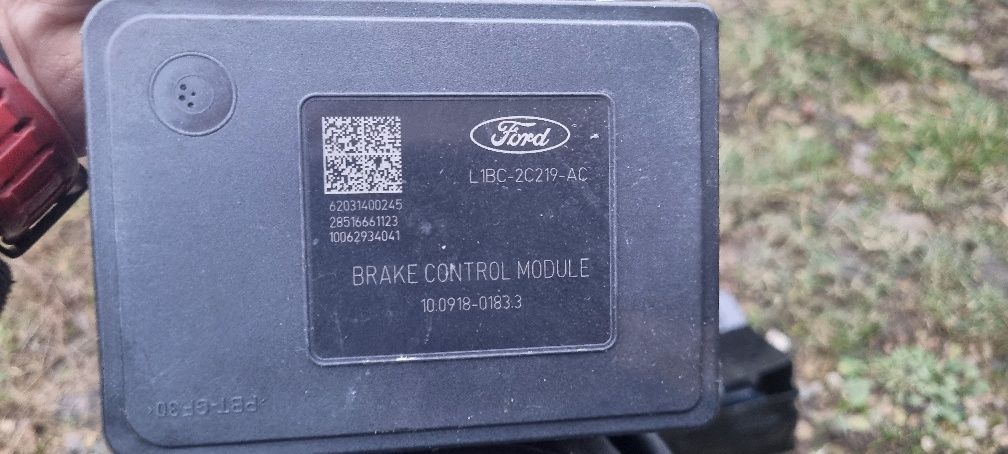 Ford
L1BC-2C219-AC
62031400245
28516661123
10062934041
BRAKE CONTROL MODULE
10.0918-0183.3
>PBT-GF30<